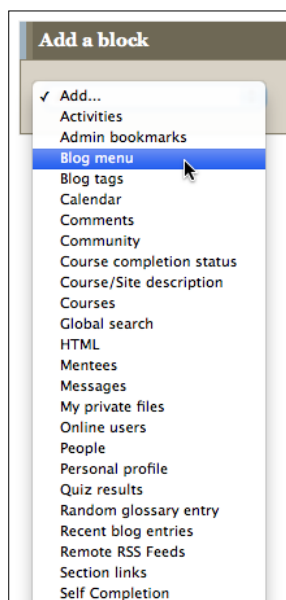 Add a block
✓ Add...
Activities
Admin bookmarks
Blog menu
Blog tags
Calendar
Comments
Community
Course completion status
Course/Site description
Courses
Global search
HTML
Mentees
Messages
My private files
Online users
People
Personal profile
Quiz results
Random glossary entry
Recent blog entries
Remote RSS Feeds
Section links
Self Completion